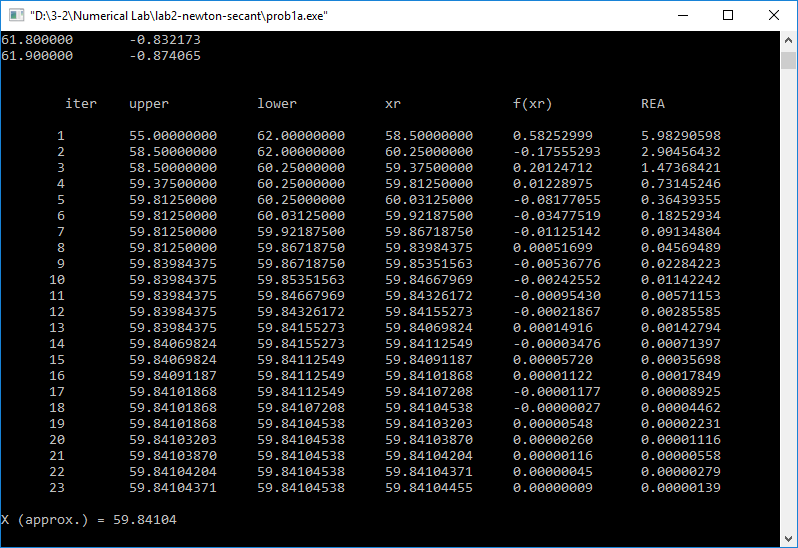 "D:\3-2\Numerical Lab\lab2-newton-secant\prob1a.exe"
61.800000 -0.832173
61.900000 -0.874065
iter upper lower xr f(xr) REA
1 55.00000000 62.00000000 58.50000000 0.58252999 5.98290598
2 58.50000000 62.00000000 60.25000000 -0.17555293 2.90456432
3 58.50000000 60.25000000 59.37500000 0.20124712 1.47368421
4 59.37500000 60.25000000 59.81250000 0.01228975 0.73145246
5 59.81250000 60.25000000 60.03125000 -0.08177055 0.36439355
6 59.81250000 60.03125000 59.92187500 -0.03477519 0.18252934
7 59.81250000 59.92187500 59.86718750 -0.01125142 0.09134804
8 59.81250000 59.86718750 59.83984375 0.00051699 0.04569489
9 59.83984375 59.86718750 59.85351563 -0.00536776 0.02284223
10 59.83984375 59.85351563 59.84667969 -0.00242552 0.01142242
11 59.83984375 59.84667969 59.84326172 -0.00095430 0.00571153
12 59.83984375 59.84326172 59.84155273 -0.00021867 0.00285585
13 59.83984375 59.84155273 59.84069824 0.00014916 0.00142794
14 59.84069824 59.84155273 59.84112549 -0.00003476 0.00071397
15 59.84069824 59.84112549 59.84091187 0.00005720 0.00035698
16 59.84091187 59.84112549 59.84101868 0.00001122 0.00017849
17 59.84101868 59.84112549 59.84107208 -0.00001177 0.00008925
18 59.84101868 59.84107208 59.84104538 -0.00000027 0.00004462
19 59.84101868 59.84104538 59.84103203 0.00000548 0.00002231
20 59.84103203 59.84104538 59.84103870 0.00000260 0.00001116
21 59.84103870 59.84104538 59.84104204 0.00000116 0.00000558
22 59.84104204 59.84104538 59.84104371 0.00000045 0.00000279
23 59.84104371 59.84104538 59.84104455 0.00000009 0.00000139
X (approx.) = 59.84104